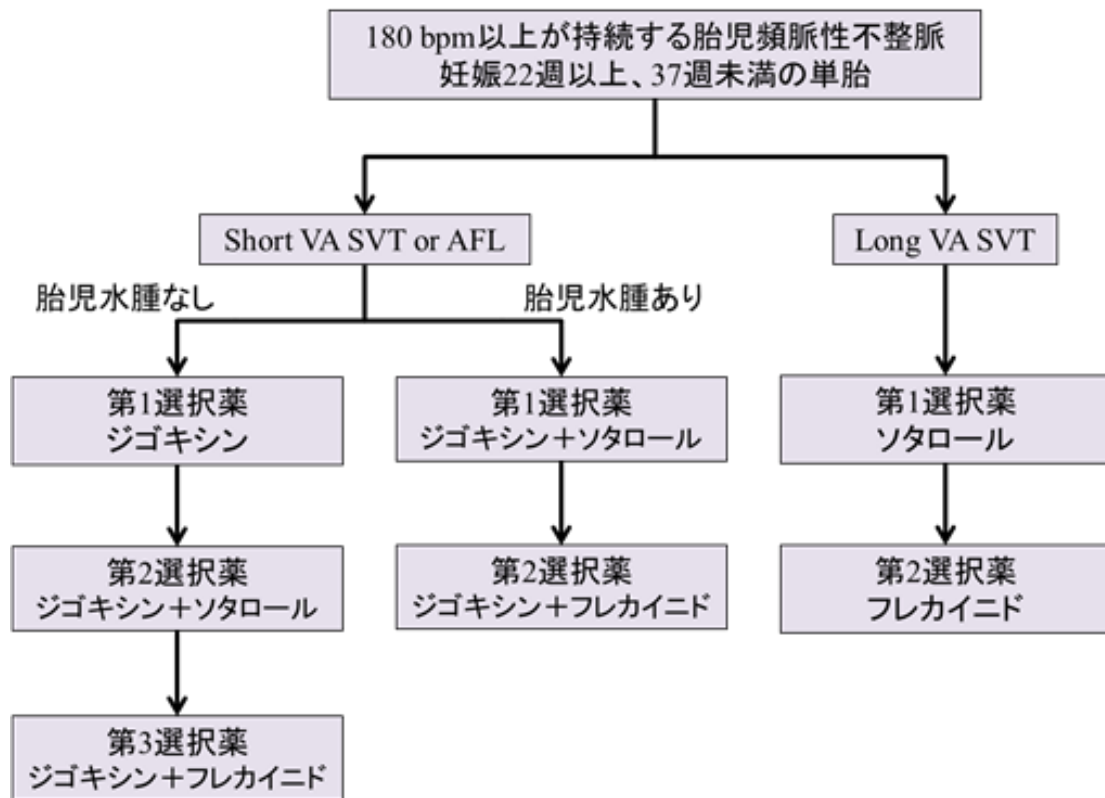 180 bpm以上が持続する胎児頻脈性不整脈
妊娠22週以上、37週未満の単胎
Short VA SVT or AFL
Long VA SVT
胎児水腫なし
胎児水腫あり
第1選択薬
ジゴキシン
第1選択薬
ジゴキシン＋ソタロール
第1選択薬
ソタロール
第2選択薬
ジゴキシン＋ソタロール
第2選択薬
ジゴキシン＋フレカイニド
第2選択薬
フレカイニド
第3選択薬
ジゴキシン＋フレカイニド